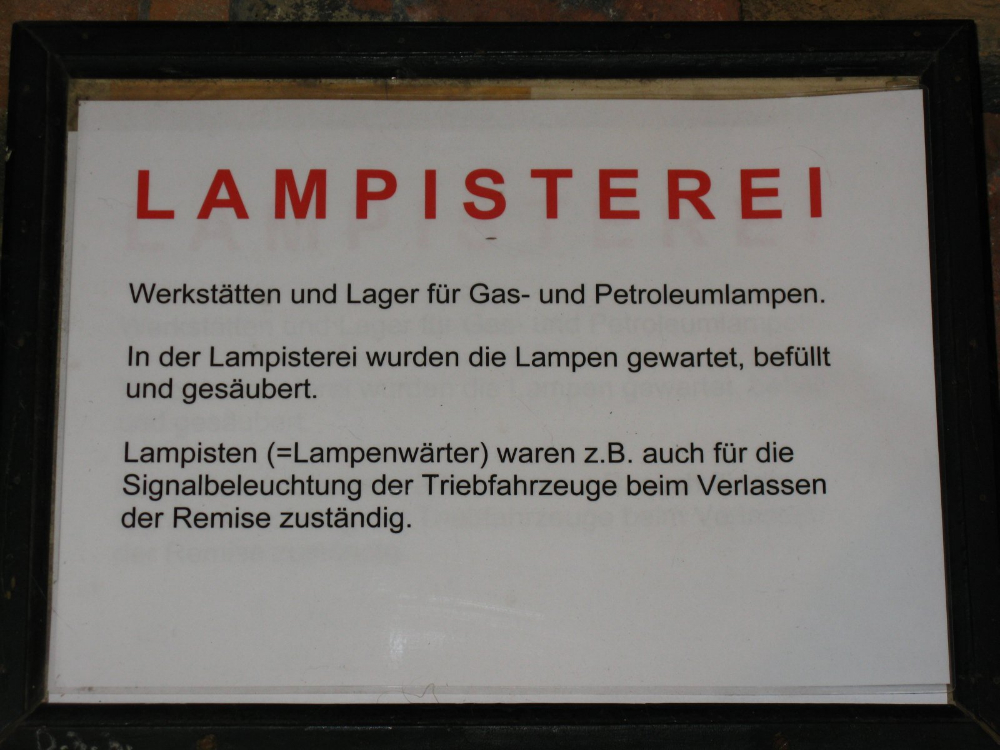 LAMPISTEREI
Werkstätten und Lager für Gas- und Petroleumlampen.
In der Lampisterei wurden die Lampen gewartet, befüllt
und gesäubert.
Lampisten (=Lampenwärter) waren z.B. auch für die
Signalbeleuchtung der Triebfahrzeuge beim Verlassen
der Remise zuständig.